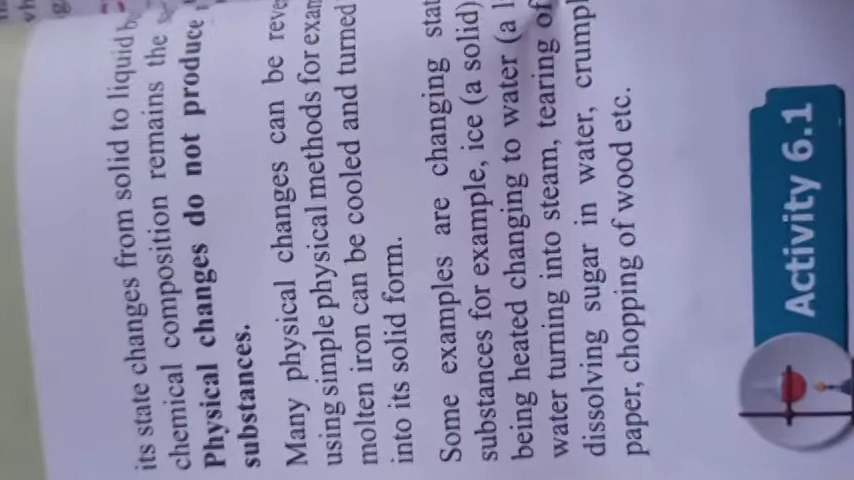 its state changes from solid to liquid
chemical composition remains the
Physical changes do not produce
substances.
Many physical changes can be
using simple physical methods for
molten iron can be cooled and turned
into its solid form.
Some examples are changing
substances for example, ice (a solid)
being heated changing to water (a
water turning into steam, tearing of
dissolving sugar in water,
paper, chopping of wood etc.
Activity 6.1